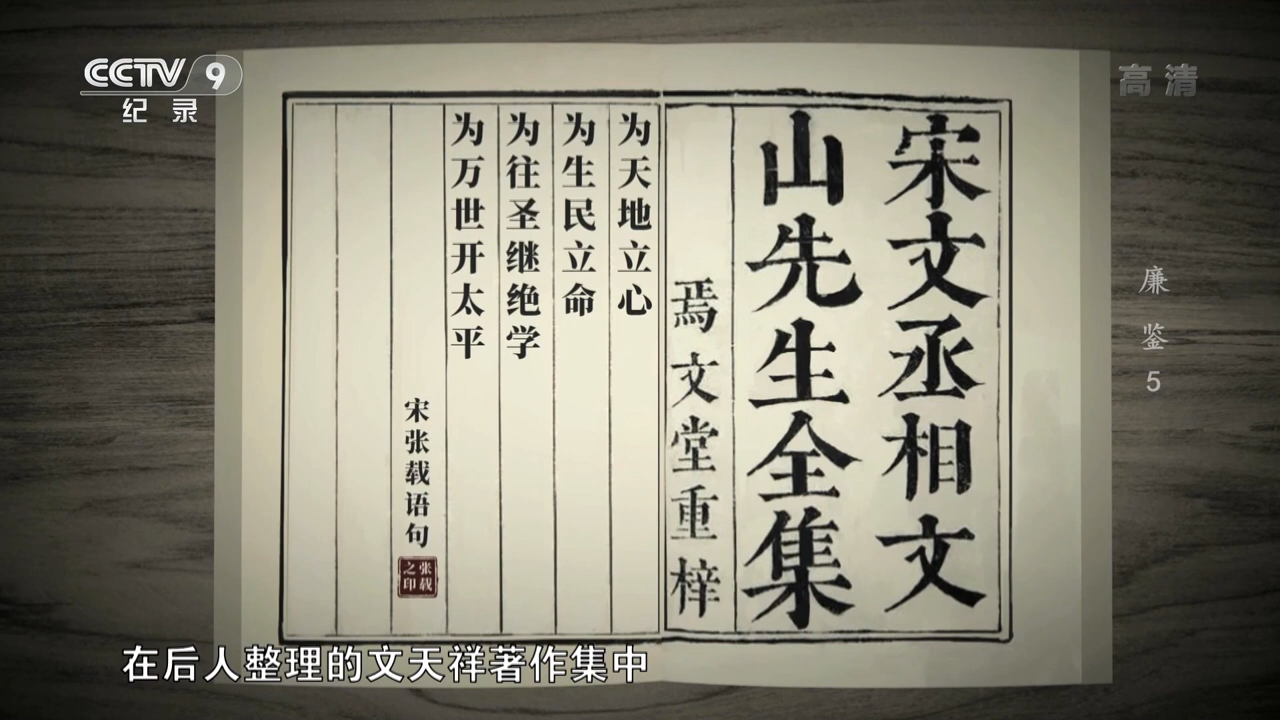 CCTV 9
纪录
高清
宋文丞相文
山先生全集
焉文堂重梓
为天地立心
为生民立命
为往圣继绝学
为万世开太平
宋张载语句
张载
之印
廉鉴5
在后人整理的文天祥著作集中